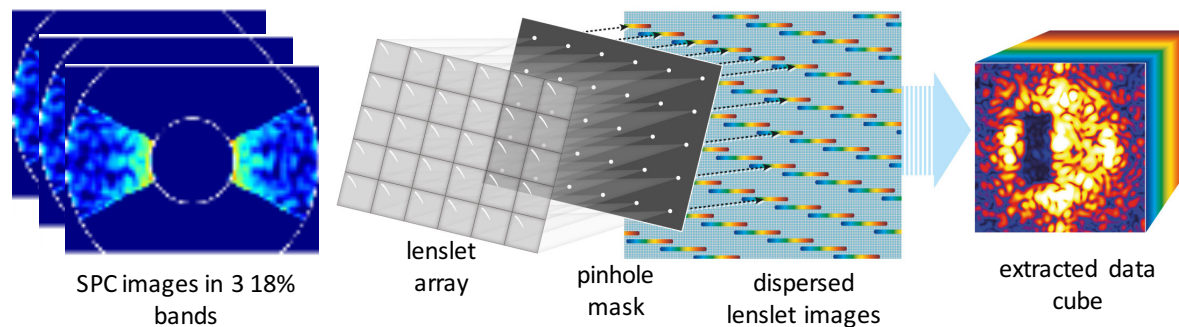 SPC images in 3 18%
bands
lenslet
array
pinhole
mask
dispersed
lenslet images
extracted data
cube